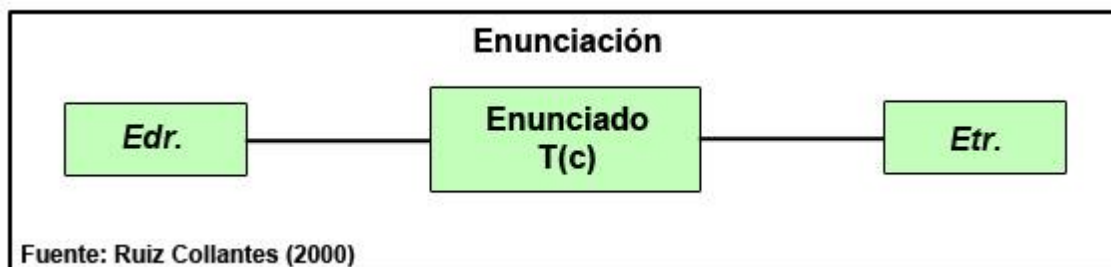 Enunciación
Edr.
Enunciado
T(c)
Etr.
Fuente: Ruiz Collantes (2000)